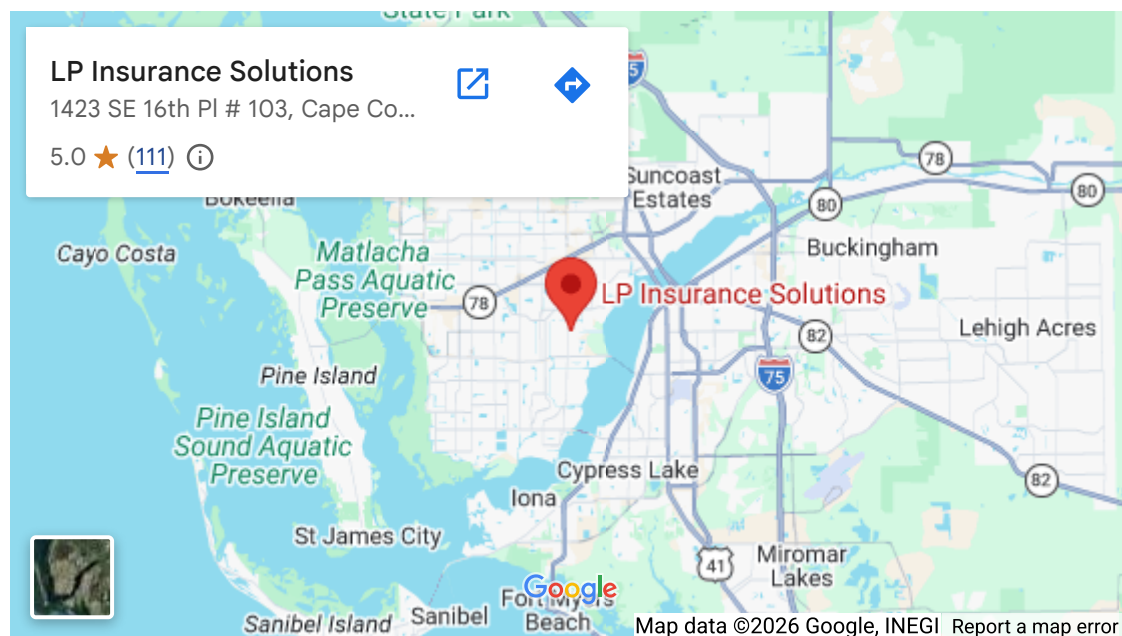 State Park
LP Insurance Solutions
1423 SE 16th Pl # 103, Cape Co...
5.0 ★ (111)
5
78
Suncoast
Estates
80
80
Bokeelia
Cayo Costa
Matlacha
Pass Aquatic
Preserve
Buckingham
78
LP Insurance Solutions
82
Lehigh Acres
Pine Island
75
Pine Island
Sound Aquatic
Preserve
Cypress Lake
82
Iona
St James City
41
Miromar
Lakes
Google
Fort Myers
Beach
Sanibel
Sanibel Island
Map data ©2026 Google, INEGI
Report a map error